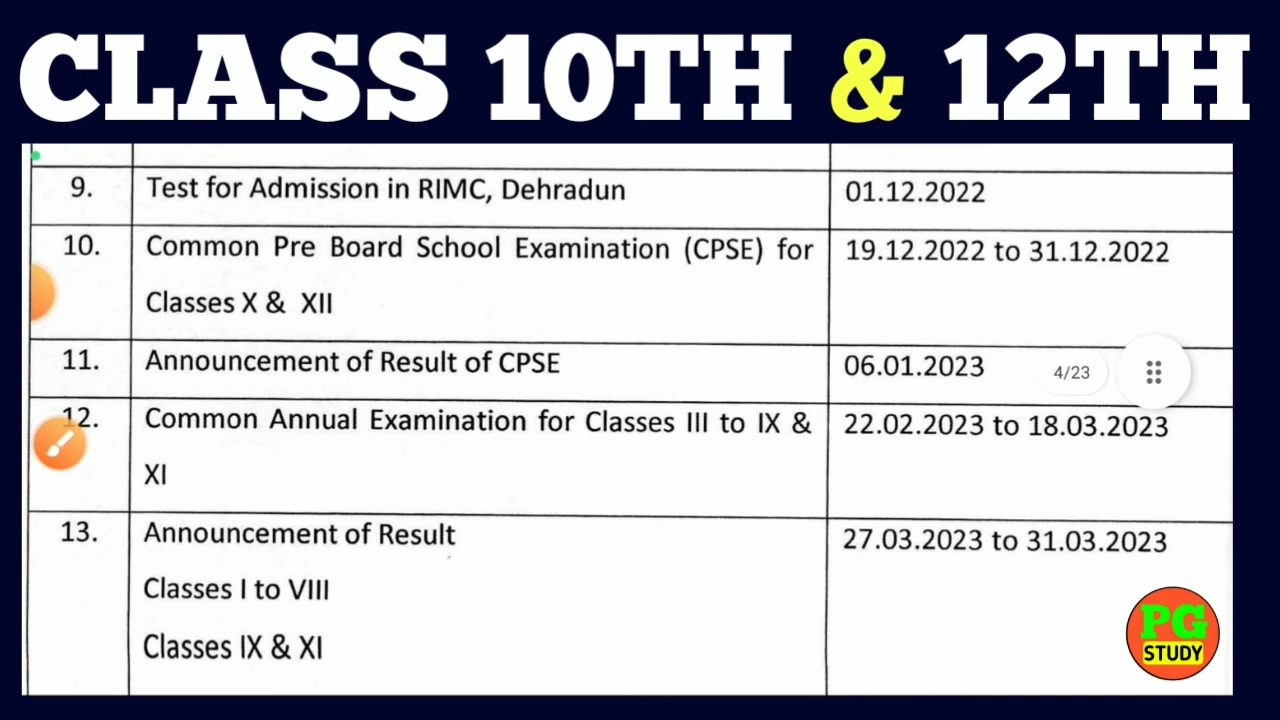 CLASS 10TH & 12TH
9. Test for Admission in RIMC, Dehradun 01.12.2022
10. Common Pre Board School Examination (CPSE) for 19.12.2022 to 31.12.2022
Classes X & XII
11. Announcement of Result of CPSE 06.01.2023
4/23
12. Common Annual Examination for Classes III to IX & 22.02.2023 to 18.03.2023
XI
13. Announcement of Result 27.03.2023 to 31.03.2023
Classes I to VIII
Classes IX & XI
PG
STUDY